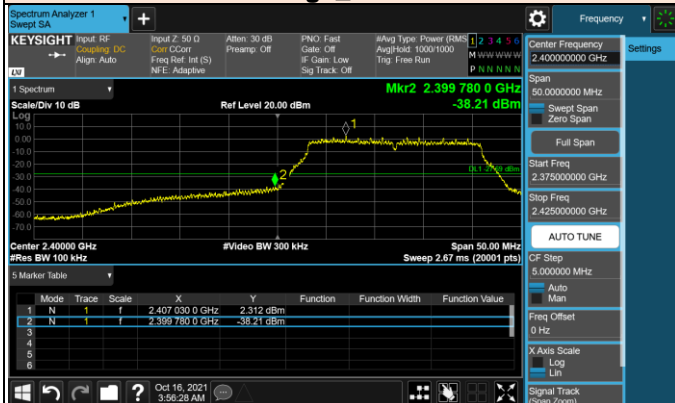 Spectrum Analyzer 1
Swept SA
+
Frequency
KEYSIGHT
Input: RF
Coupling: DC
Align: Auto
Input Z: 50 Ω
Corr CCorr
Freq Ref: Int (S)
NFE: Adaptive
Atten: 30 dB
Preamp: Off
PNO: Fast
Gate: Off
IF Gain: Low
Sig Track: Off
#Avg Type: Power (RMS
Avg|Hold: 1000/1000
Trig: Free Run
1 2 3 4 5 6
M W W W W W
P N N N N N
LXI
1 Spectrum
Scale/Div 10 dB
Ref Level 20.00 dBm
Mkr2 2.399 780 0 GHz
-38.21 dBm
Log
10.0
0.00
-10.0
-20.0
-30.0
-40.0
-50.0
-60.0
-70.0
1
2
Center 2.40000 GHz
#Res BW 100 kHz
#Video BW 300 kHz
Span 50.00 MHz
Sweep 2.67 ms (20001 pts)
5 Marker Table
Mode Trace Scale X Y Function Function Width Function Value
1 N 1 f 2.407 030 0 GHz 2.312 dBm
2 N 1 f 2.399 780 0 GHz -38.21 dBm
3
4
5
6
Oct 16, 2021
3:56:28 AM
Center Frequency
2.400000000 GHz
Settings
Span
50.0000000 MHz
Swept Span
Zero Span
Full Span
Start Freq
2.375000000 GHz
Stop Freq
2.425000000 GHz
AUTO TUNE
CF Step
5.000000 MHz
Auto
Man
Freq Offset
0 Hz
X Axis Scale
Log
Lin
Signal Track
(Span Zoom)